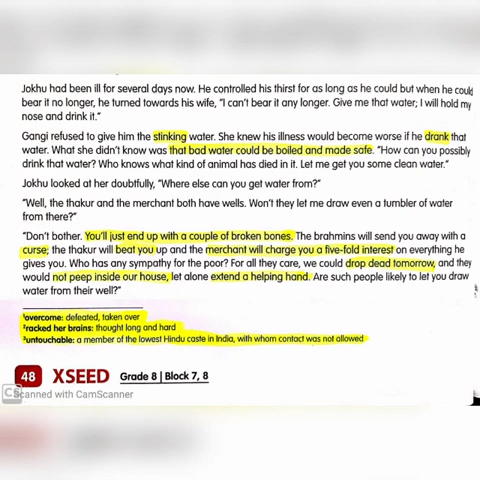 Jokhu had been ill for several days now. He controlled his thirst for as long as he could but when he could
bear it no longer, he turned towards his wife, “I can't bear it any longer. Give me that water; I will hold my
nose and drink it.”
Gangi refused to give him the stinking water. She knew his illness would become worse if he drank that
water. What she didn't know was that bad water could be boiled and made safe. “How can you possibly
drink that water? Who knows what kind of animal has died in it. Let me get you some clean water.”
Jokhu looked at her doubtfully, “Where else can you get water from?”
“Well, the thakur and the merchant both have wells. Won't they let me draw even a tumbler of water
from there?”
“Don't bother. You'll just end up with a couple of broken bones. The brahmins will send you away with a
curse; the thakur will beat you up and the merchant will charge you a five-fold interest on everything he
gives you. Who has any sympathy for the poor? For all they care, we could drop dead tomorrow, and they
would not peep inside our house, let alone extend a helping hand. Are such people likely to let you draw
water from their well?”
¹overcome: defeated, taken over
²racked her brains: thought long and hard
³untouchable: a member of the lowest Hindu caste in India, with whom contact was not allowed
48 XSEED Grade 8 | Block 7, 8
CS Scanned with CamScanner